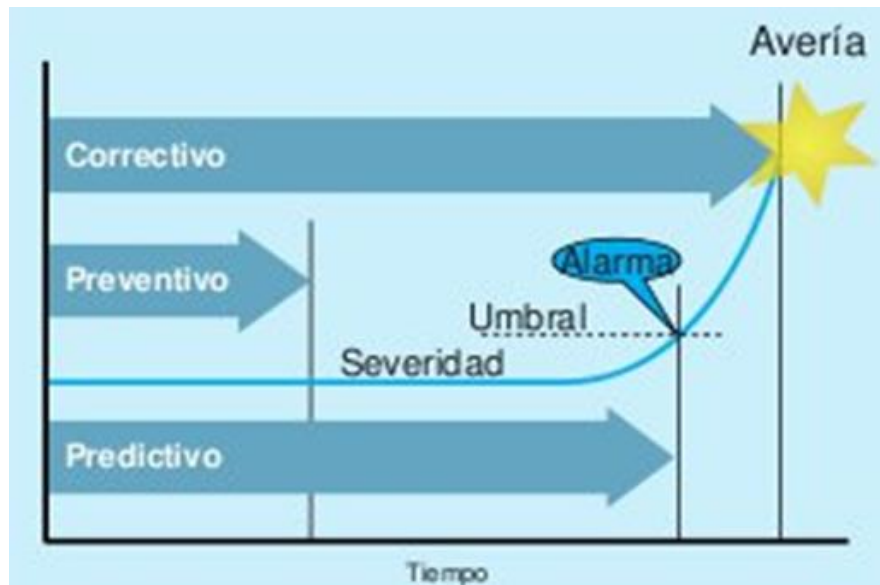 Avería
Correctivo
Preventivo
Alarma
Umbral
Severidad
Predictivo
Tiempo